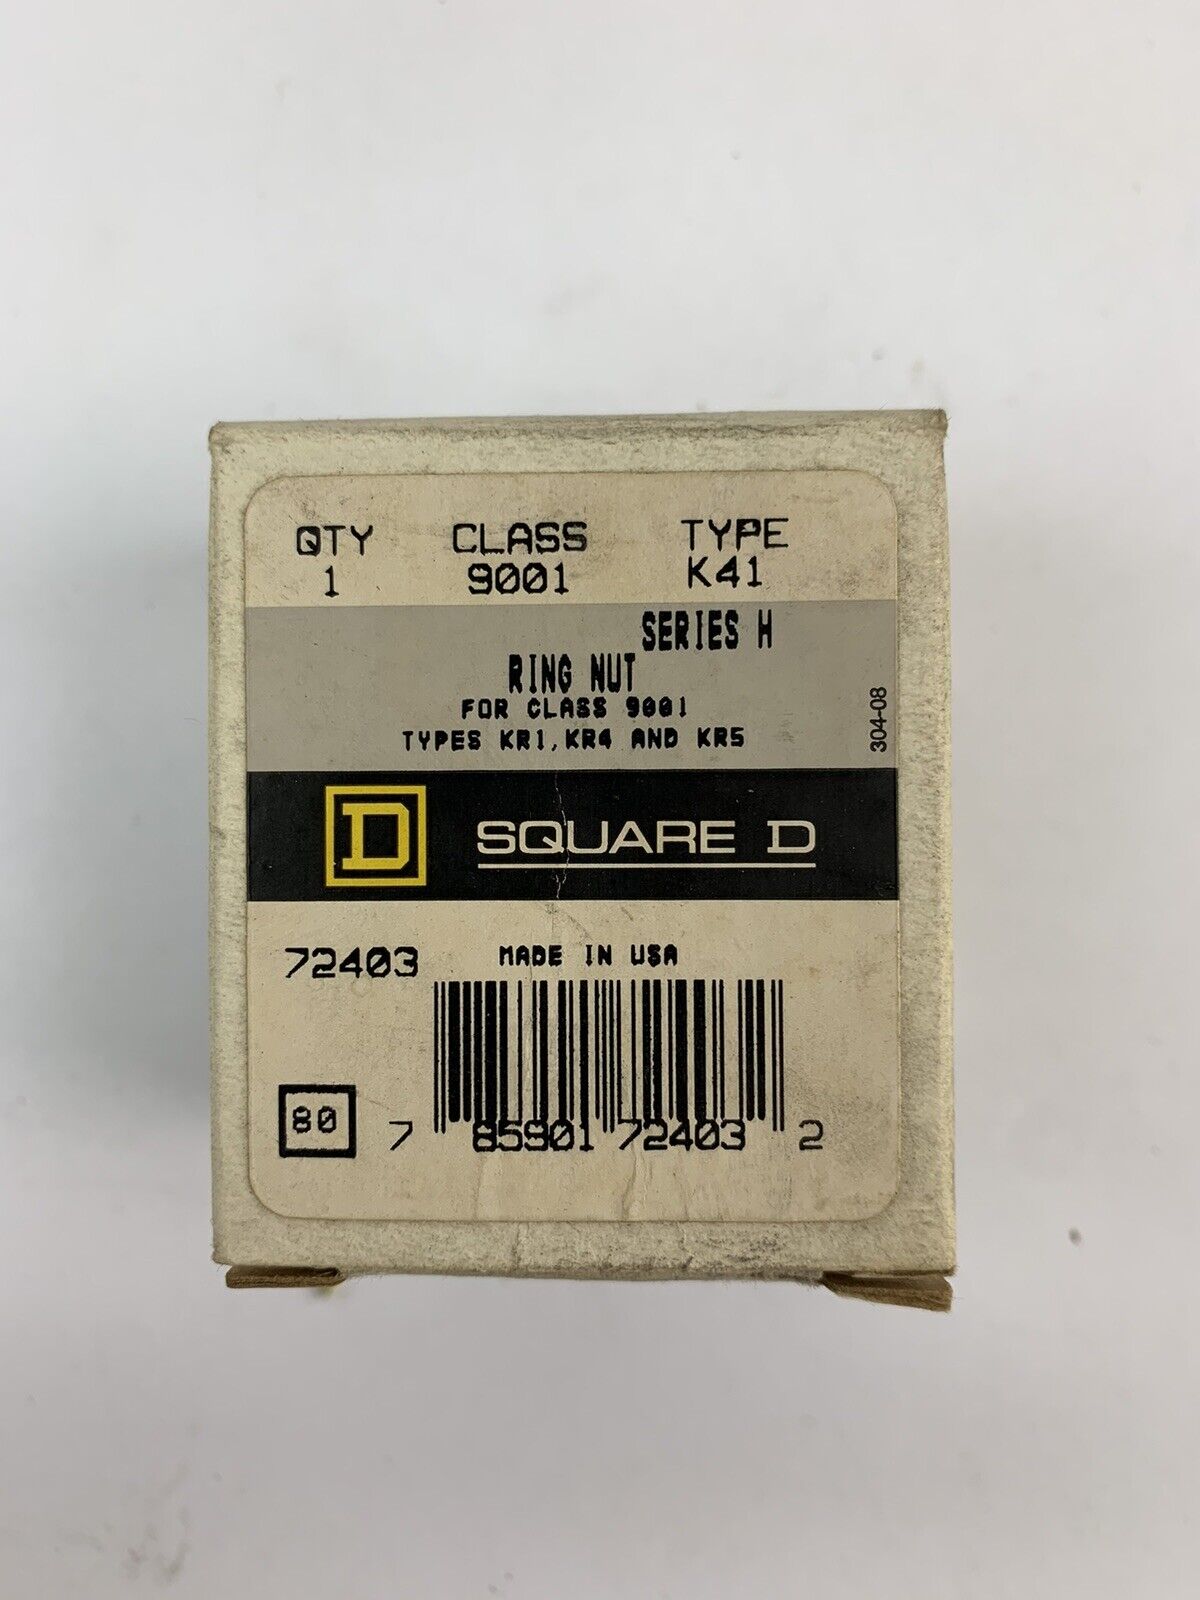 QTY CLASS TYPE
1 9001 K41
SERIES H
RING NUT
FOR CLASS 9001
TYPES KR1, KR4 AND KR5
304-08
D SQUARE D
72403 MADE IN USA
80
7 85901 72403 2